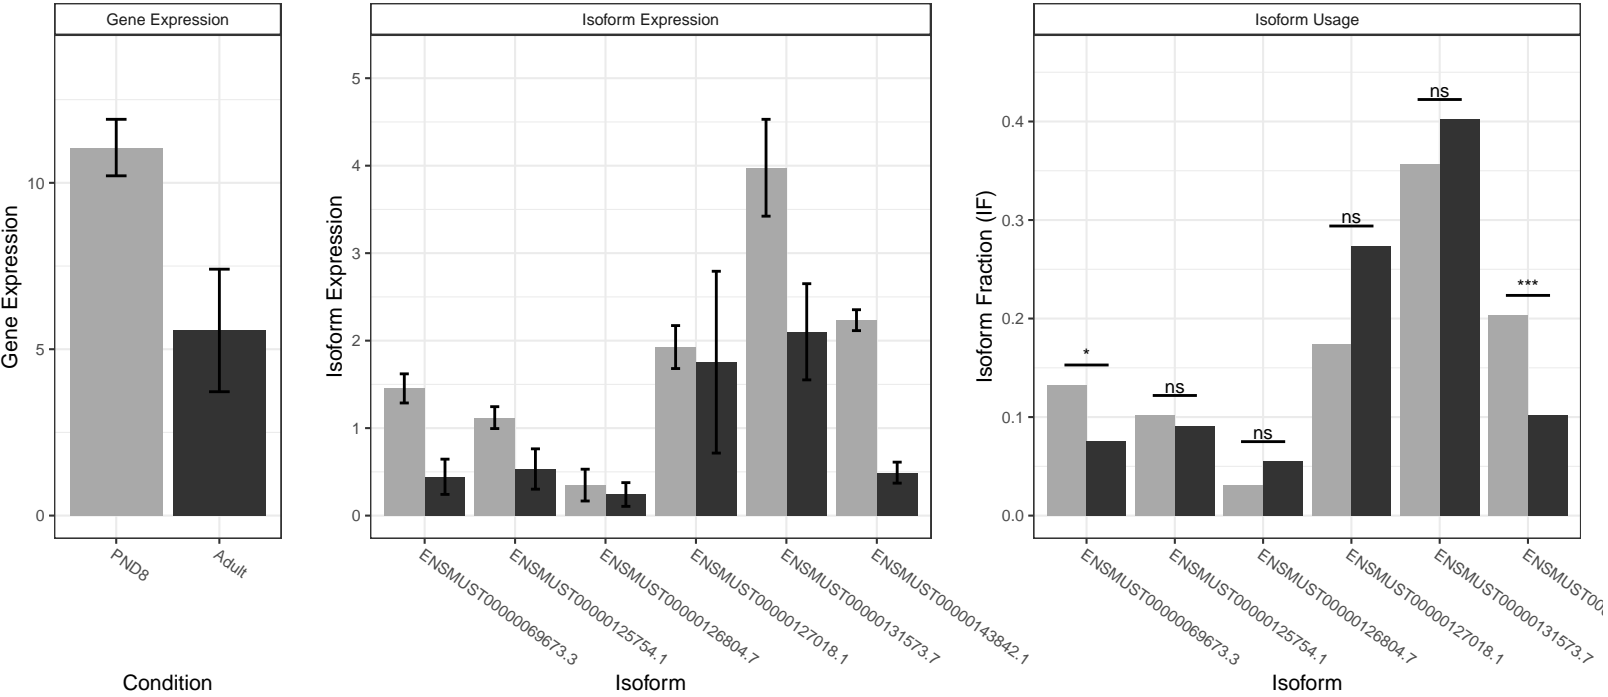 Gene Expression
Isoform Expression
Isoform Usage
Gene Expression
10
5
0
PND8
Adult
Condition
Isoform Expression
5
4
3
2
1
0
ENSMUST00000069673.3
ENSMUST00000125754.1
ENSMUST00000126804.7
ENSMUST00000127018.1
ENSMUST00000131573.7
ENSMUST00000143842.1
Isoform
Isoform Fraction (IF)
0.4
0.3
0.2
0.1
0.0
*
ns
ns
ns
ns
***
ENSMUST00000069673.3
ENSMUST00000125754.1
ENSMUST00000126804.7
ENSMUST00000127018.1
ENSMUST00000131573.7
Isoform